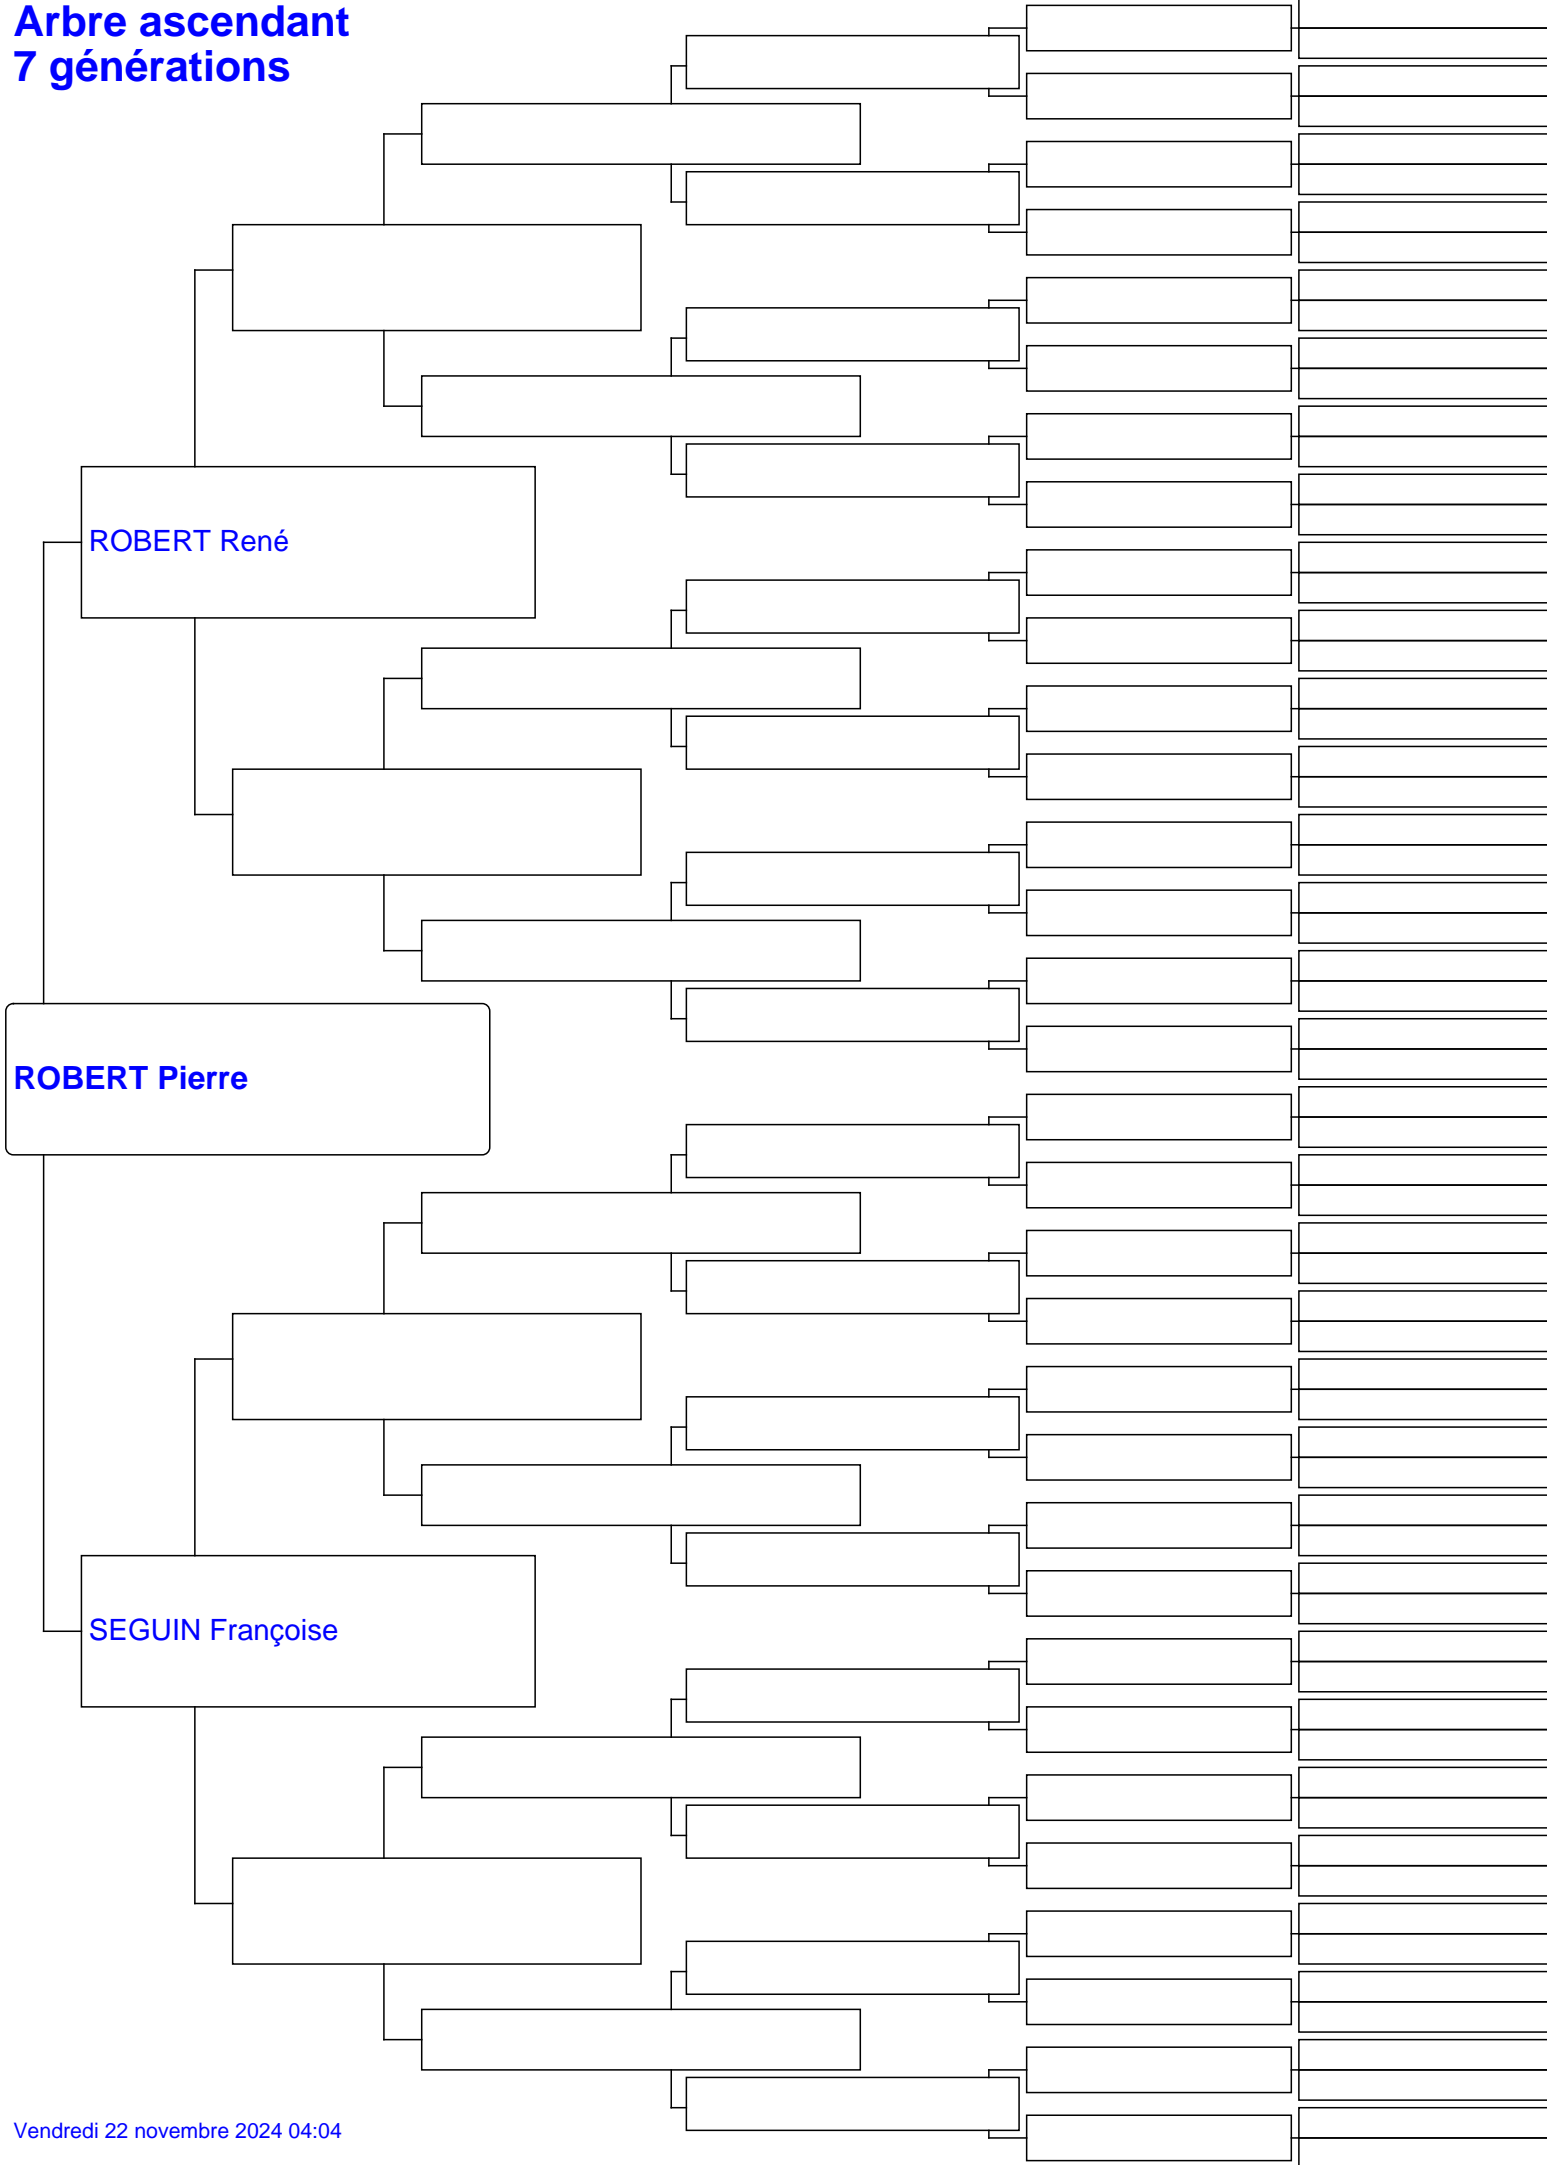 Arbre ascendant
7 générations
ROBERT René
ROBERT Pierre
SEGUIN Françoise
Vendredi 22 novembre 2024 04:04